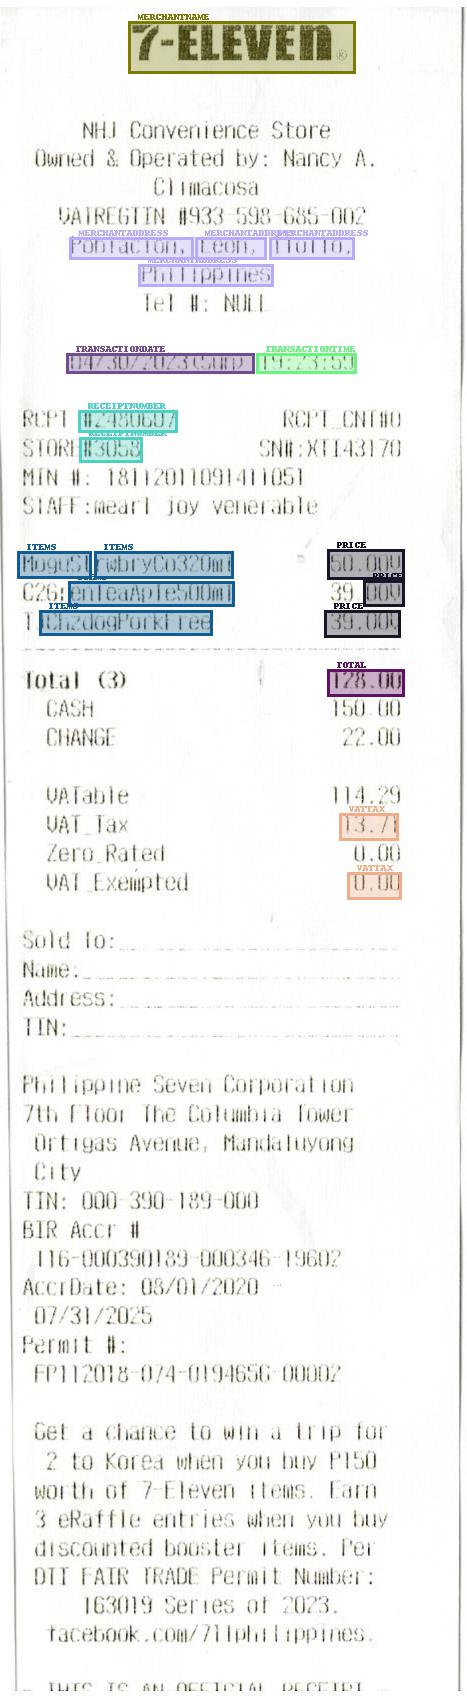 MERCHANTNAME
7-ELEVEN®
NHJ Convenience Store
Owned & Operated by: Nancy A.
Climacosa
VATREGTIN #933-598-685-002
MERCHANTADDRESS MERCHANTADDRESS MERCHANTADDRESS
Poblacion, Leon, Iloilo,
MERCHANTADDRESS
Philippines
Tel #: NULL
TRANSACTIONDATE TRANSACTIONTIME
04/30/2023(Sun) 19:23:59
RECEIPTNUMBER
RCPT #2480607 RCPT_CNT#0
RECEIPTNUMBER
STORE#3058 SN#:XTI43170
MIN #: 18112011091411051
STAFF:mearl joy venerable
ITEMS ITEMS PRICE
MoguStrwbryCo320ml 50.00V
ITEMS PRICE
C2GreenTeaAple500ml 39.00V
ITEMS PRICE
TJChzdogPorkFree 39.00V
TOTAL
Total (3) 128.00
CASH 150.00
CHANGE 22.00
VATable 114.29
VATTAX
VAT_Tax 13.71
Zero_Rated 0.00
VATTAX
VAT_Exempted 0.00
Sold To:
Name:
Address:
TIN:
Philippine Seven Corporation
7th Floor The Columbia Tower
Ortigas Avenue, Mandaluyong
City
TIN: 000-390-189-000
BIR Accr #
116-000390189-000346-19602
AccrDate: 08/01/2020 -
07/31/2025
Permit #:
FP112018-074-0194656-00002
Get a chance to win a trip for
2 to Korea when you buy P150
worth of 7-Eleven items. Earn
3 eRaffle entries when you buy
discounted booster items. Per
DTI FAIR TRADE Permit Number:
163019 Series of 2023.
facebook.com/711philippines.
- THIS IS AN OFFICIAL RECEIPT -